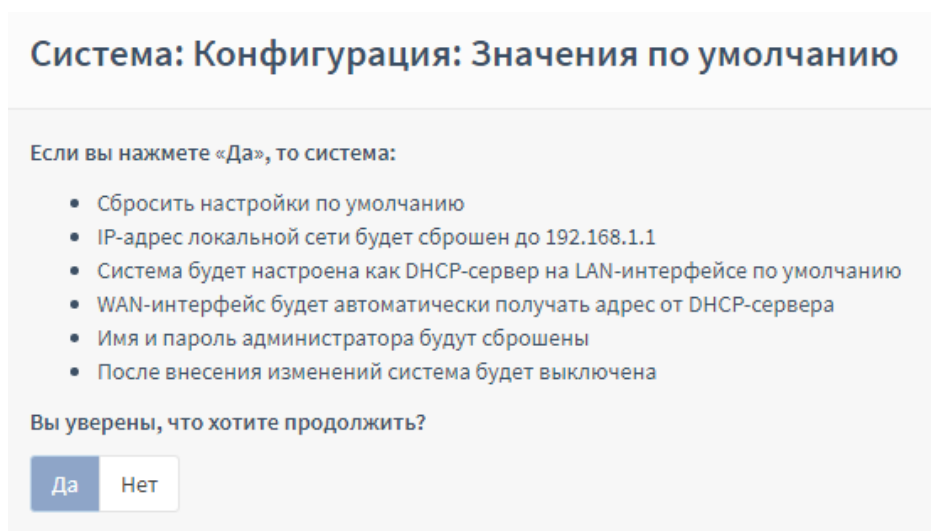 Система: Конфигурация: Значения по умолчанию
Если вы нажмете «Да», то система:
• Сбросить настройки по умолчанию
• IP-адрес локальной сети будет сброшен до 192.168.1.1
• Система будет настроена как DHCP-сервер на LAN-интерфейсе по умолчанию
• WAN-интерфейс будет автоматически получать адрес от DHCP-сервера
• Имя и пароль администратора будут сброшены
• После внесения изменений система будет выключена
Вы уверены, что хотите продолжить?
Да Нет